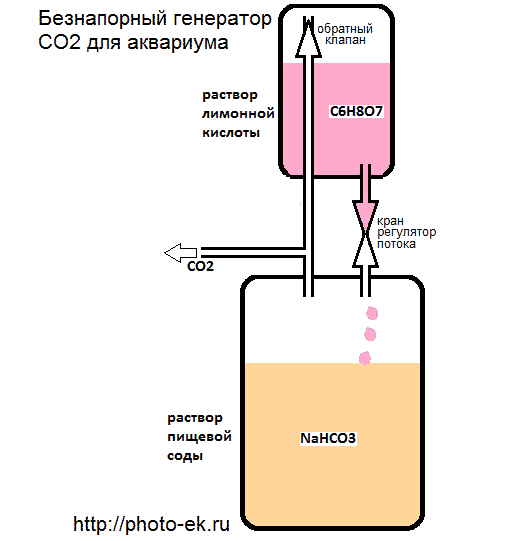 Безнапорный генератор
СО2 для аквариума
обратный
клапан
раствор
лимонной
кислоты
C6H8O7
кран
регулятор
потока
CO2
раствор
пищевой
соды
NaHCO3
http://photo-ek.ru